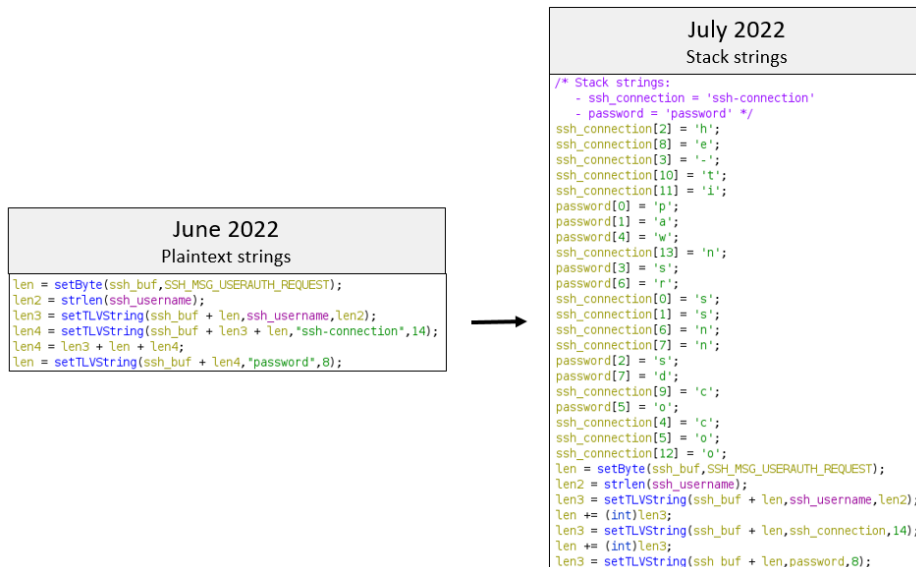 June 2022
Plaintext strings
len = setByte(ssh_buf,SSH_MSG_USERAUTH_REQUEST);
len2 = strlen(ssh_username);
len3 = setTLVString(ssh_buf + len,ssh_username,len2);
len4 = setTLVString(ssh_buf + len3 + len,"ssh-connection",14);
len4 = len3 + len + len4;
len = setTLVString(ssh_buf + len4,"password",8);
July 2022
Stack strings
/* Stack strings:
- ssh_connection = 'ssh-connection'
- password = 'password' */
ssh_connection[2] = 'h';
ssh_connection[8] = 'e';
ssh_connection[3] = '-';
ssh_connection[10] = 't';
ssh_connection[11] = 'i';
password[0] = 'p';
password[1] = 'a';
password[4] = 'w';
ssh_connection[13] = 'n';
password[3] = 's';
password[6] = 'r';
ssh_connection[0] = 's';
ssh_connection[1] = 's';
ssh_connection[6] = 'n';
ssh_connection[7] = 'n';
password[2] = 's';
password[7] = 'd';
ssh_connection[9] = 'c';
password[5] = 'o';
ssh_connection[4] = 'c';
ssh_connection[5] = 'o';
ssh_connection[12] = 'o';
len = setByte(ssh_buf,SSH_MSG_USERAUTH_REQUEST);
len2 = strlen(ssh_username);
len3 = setTLVString(ssh_buf + len,ssh_username,len2);
len += (int)len3;
len3 = setTLVString(ssh_buf + len,ssh_connection,14);
len += (int)len3;
len3 = setTLVString(ssh_buf + len,password,8);